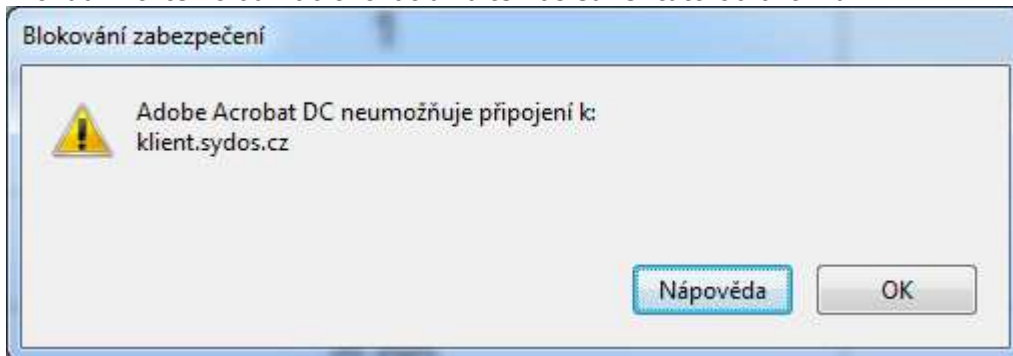 Blokování zabezpečení
Adobe Acrobat DC neumožňuje připojení k:
klient.sydos.cz
Nápověda
OK